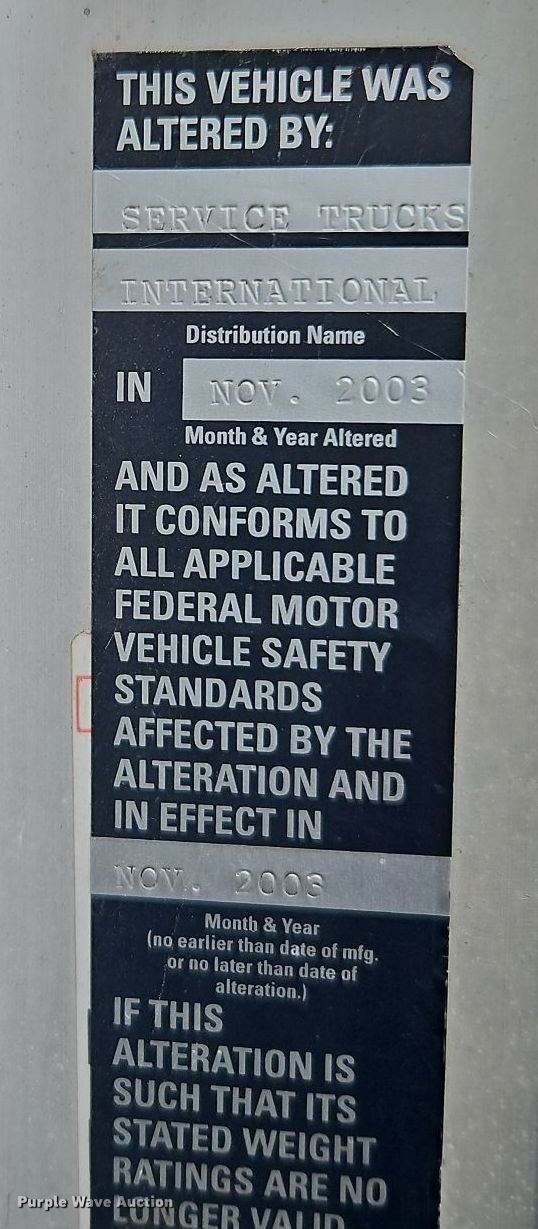 THIS VEHICLE WAS
ALTERED BY:
SERVICE TRUCKS
INTERNATIONAL
Distribution Name
IN NOV. 2003
Month & Year Altered
AND AS ALTERED
IT CONFORMS TO
ALL APPLICABLE
FEDERAL MOTOR
VEHICLE SAFETY
STANDARDS
AFFECTED BY THE
ALTERATION AND
IN EFFECT IN
NOV. 2003
Month & Year
(no earlier than date of mfg.
or no later than date of
alteration.)
IF THIS
ALTERATION IS
SUCH THAT ITS
STATED WEIGHT
RATINGS ARE NO
LONGER VALID
Purple Wave Auction